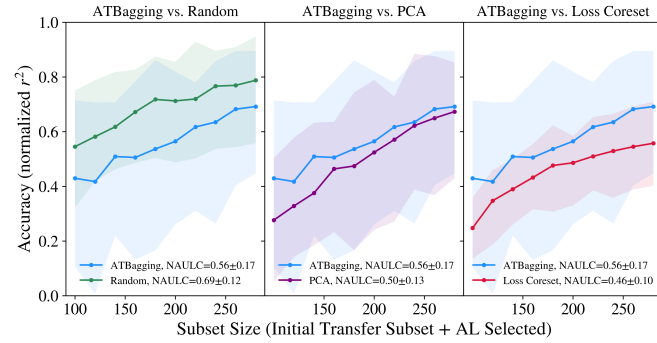 ATBagging vs. Random
ATBagging vs. PCA
ATBagging vs. Loss Coreset
Accuracy (normalized r²)
1.0
0.8
0.6
0.4
0.2
0.0
ATBagging, NAULC=0.56±0.17
Random, NAULC=0.69±0.12
ATBagging, NAULC=0.56±0.17
PCA, NAULC=0.50±0.13
ATBagging, NAULC=0.56±0.17
Loss Coreset, NAULC=0.46±0.10
100 150 200 250
150 200 250
150 200 250
Subset Size (Initial Transfer Subset + AL Selected)